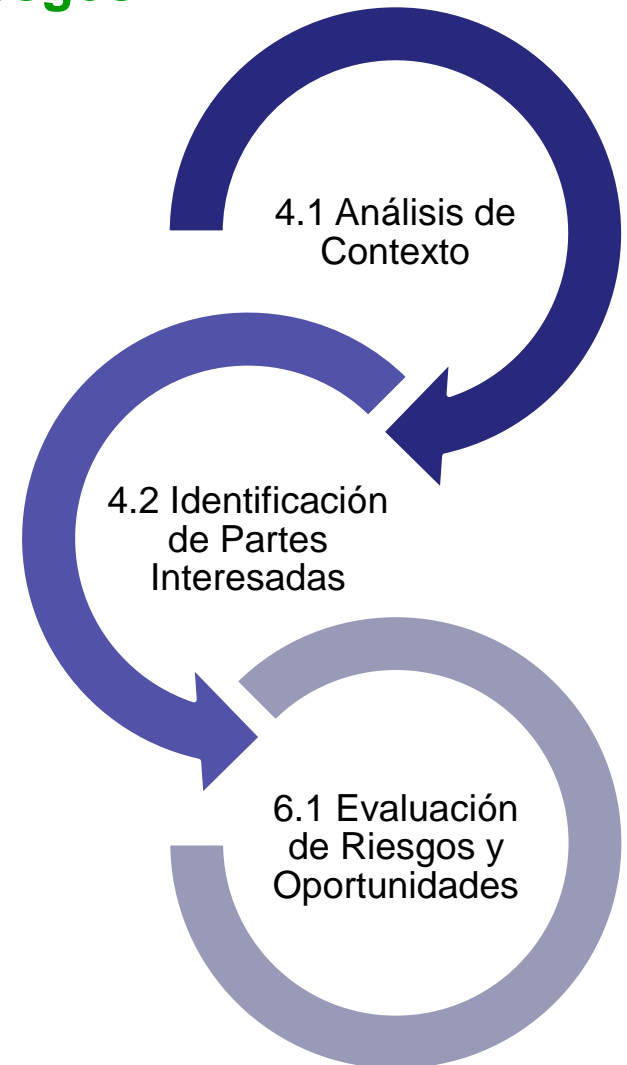 4.1 Análisis de
Contexto
4.2 Identificación
de Partes
Interesadas
6.1 Evaluación
de Riesgos y
Oportunidades